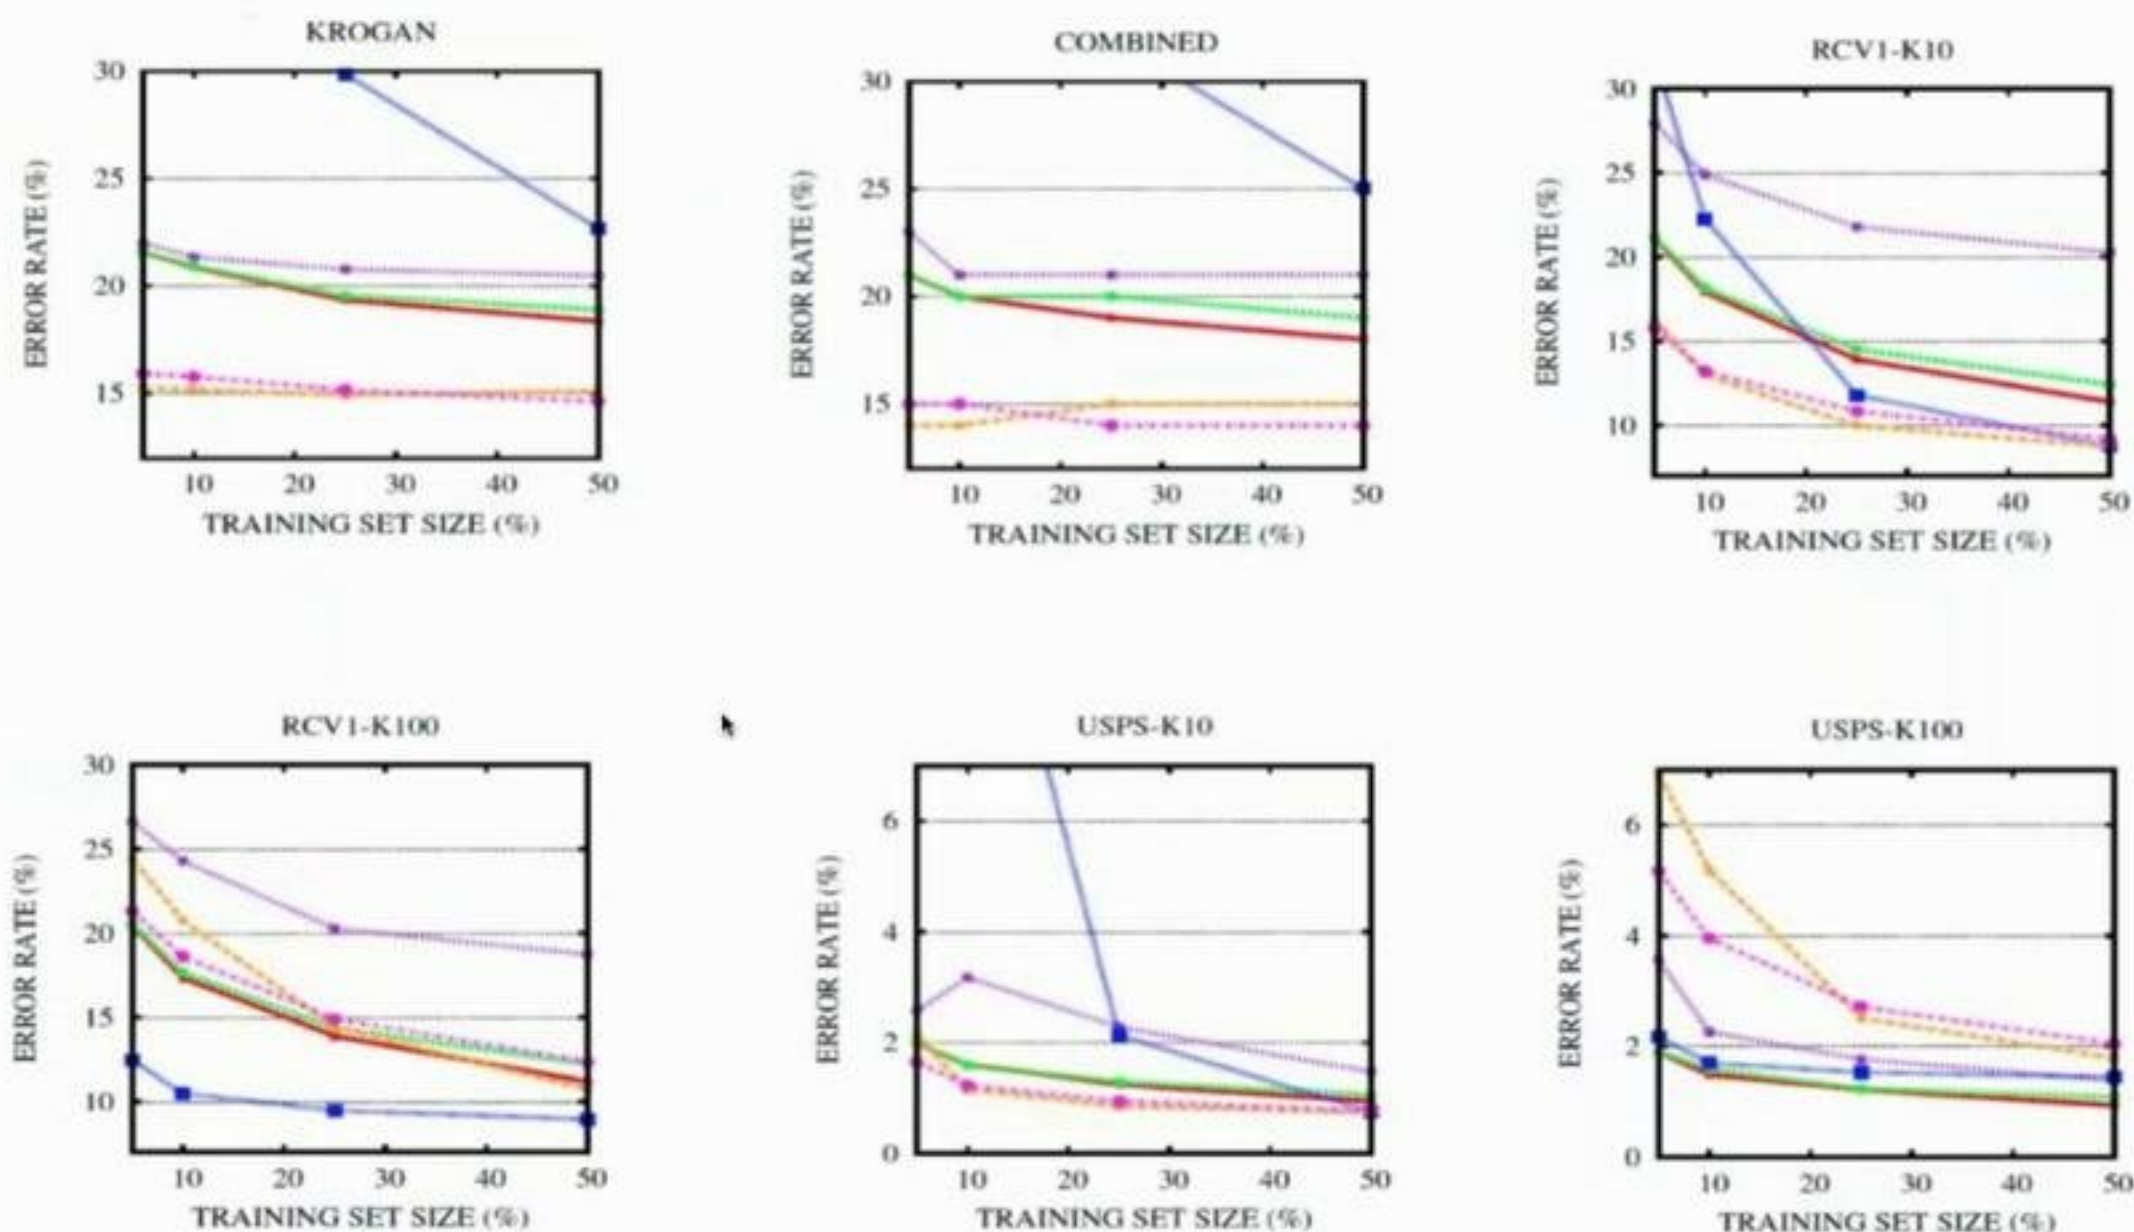 KROGAN
30
25
20
15
10 20 30 40 50
ERROR RATE (%)
TRAINING SET SIZE (%)
COMBINED
30
25
20
15
10 20 30 40 50
ERROR RATE (%)
TRAINING SET SIZE (%)
RCV1-K10
30
25
20
15
10
10 20 30 40 50
ERROR RATE (%)
TRAINING SET SIZE (%)
RCV1-K100
30
25
20
15
10
10 20 30 40 50
ERROR RATE (%)
TRAINING SET SIZE (%)
USPS-K10
6
4
2
0
10 20 30 40 50
ERROR RATE (%)
TRAINING SET SIZE (%)
USPS-K100
6
4
2
0
10 20 30 40 50
ERROR RATE (%)
TRAINING SET SIZE (%)